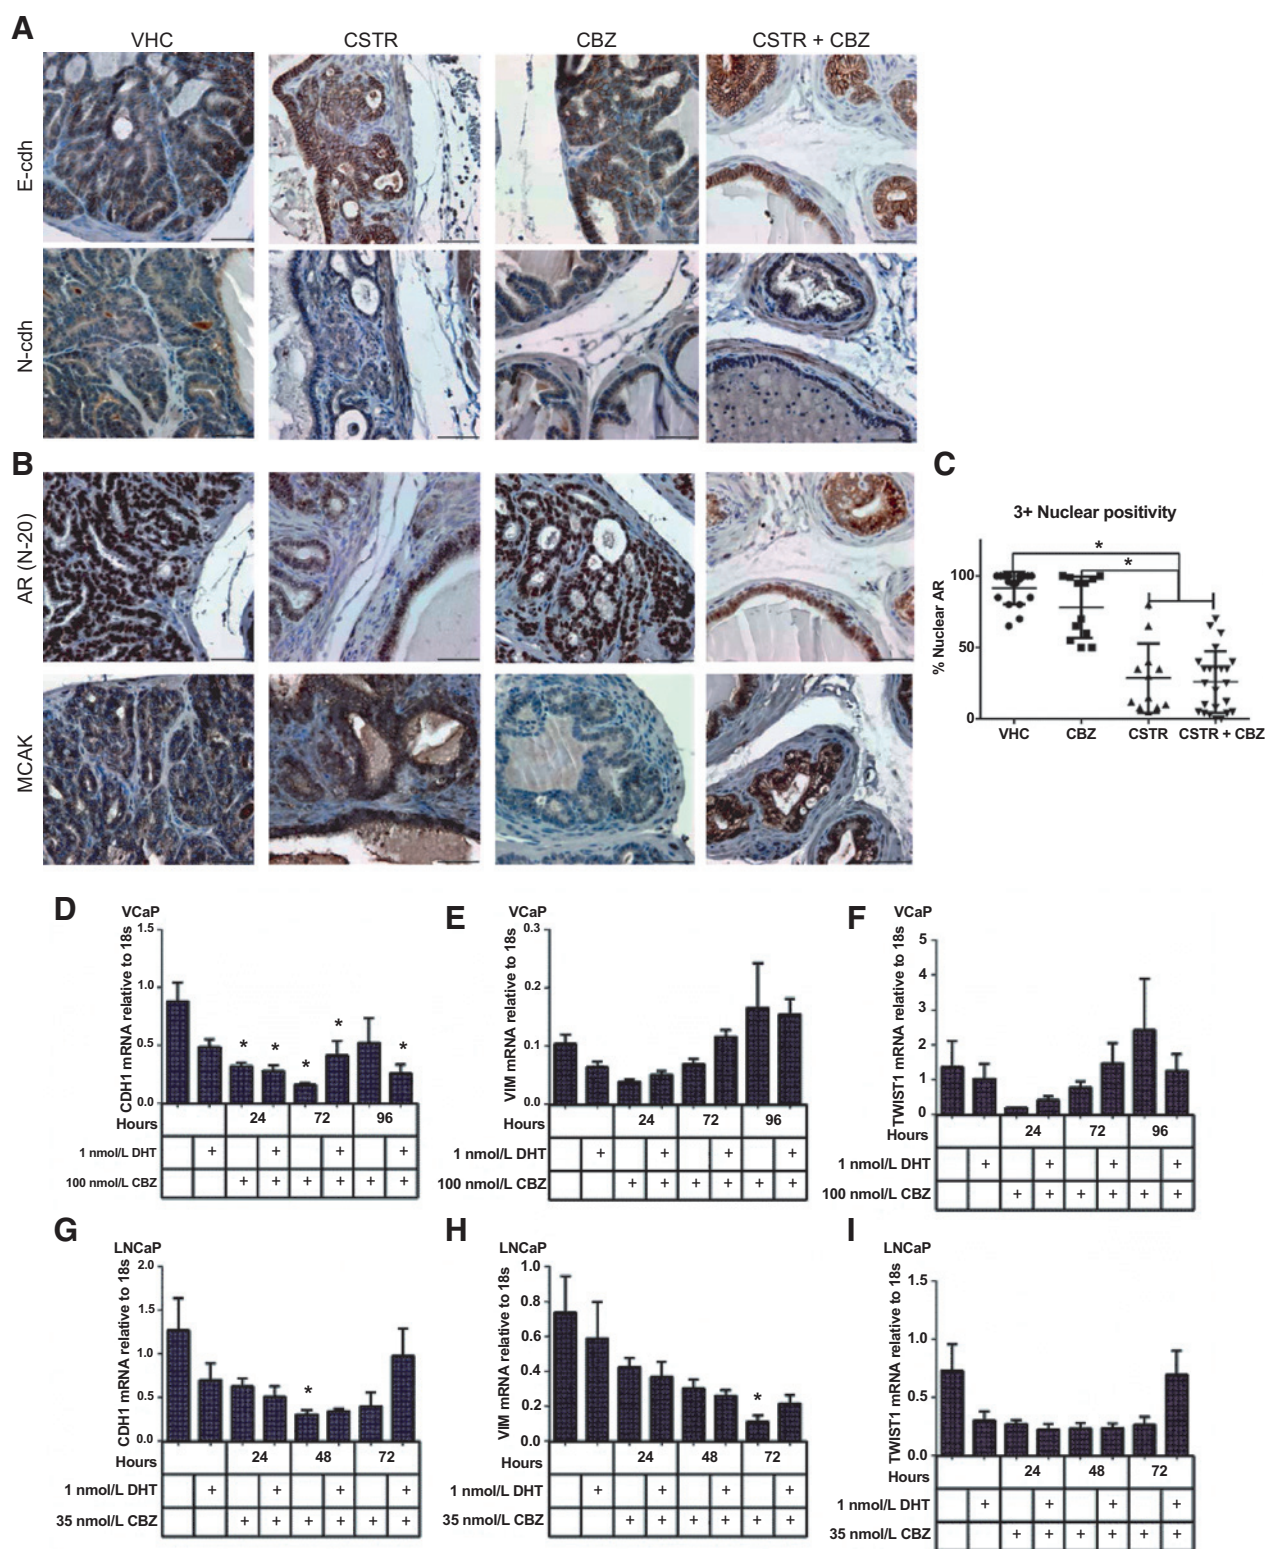 A
VHC CSTR CBZ CSTR + CBZ
E-cdh
N-cdh
B
AR (N-20)
MCAK
C
3+ Nuclear positivity
% Nuclear AR
100
50
0
*
*
VHC CBZ CSTR CSTR + CBZ
D
VCaP
CDH1 mRNA relative to 18s
1.5
1.0
0.5
0.0
* * * * *
Hours 24 72 96
1 nmol/L DHT + + + +
100 nmol/L CBZ + + + + + +
E
VCaP
VIM mRNA relative to 18s
0.3
0.2
0.1
0.0
Hours 24 72 96
1 nmol/L DHT + + + +
100 nmol/L CBZ + + + + + +
F
VCaP
TWIST1 mRNA relative to 18s
5
4
3
2
1
0
Hours 24 72 96
1 nmol/L DHT + + + +
100 nmol/L CBZ + + + + + +
G
LNCaP
CDH1 mRNA relative to 18s
2.0
1.5
1.0
0.5
0.0
*
Hours 24 48 72
1 nmol/L DHT + + + +
35 nmol/L CBZ + + + + + +
H
LNCaP
VIM mRNA relative to 18s
1.0
0.8
0.6
0.4
0.2
0.0
*
Hours 24 48 72
1 nmol/L DHT + + + +
35 nmol/L CBZ + + + + + +
I
LNCaP
TWIST1 mRNA relative to 18s
1.5
1.0
0.5
0.0
Hours 24 48 72
1 nmol/L DHT + + + +
35 nmol/L CBZ + + + + + +